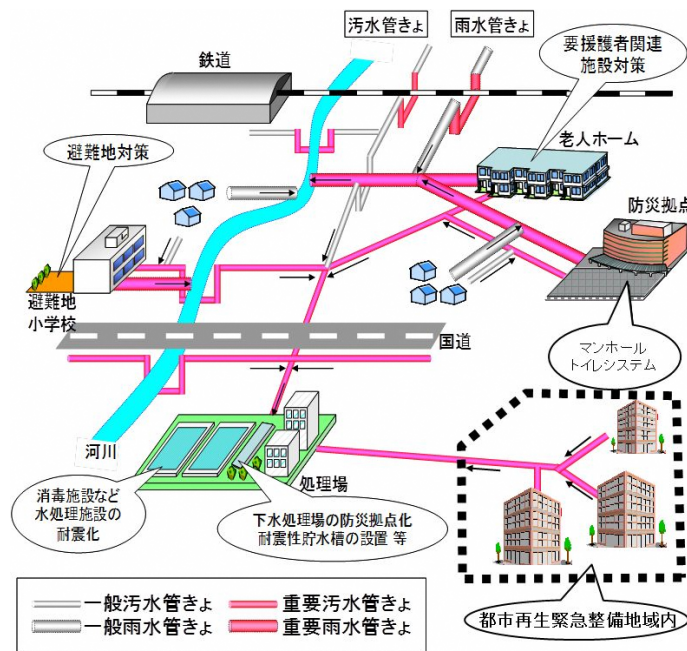 汚水管きょ
雨水管きょ
要援護者関連
施設対策
鉄道
避難地対策
老人ホーム
防災拠点
避難地
小学校
国道
マンホール
トイレシステム
河川
処理場
消毒施設など
水処理施設の
耐震化
下水処理場の防災拠点化
耐震性貯水槽の設置 等
都市再生緊急整備地域内
一般汚水管きょ
重要汚水管きょ
一般雨水管きょ
重要雨水管きょ